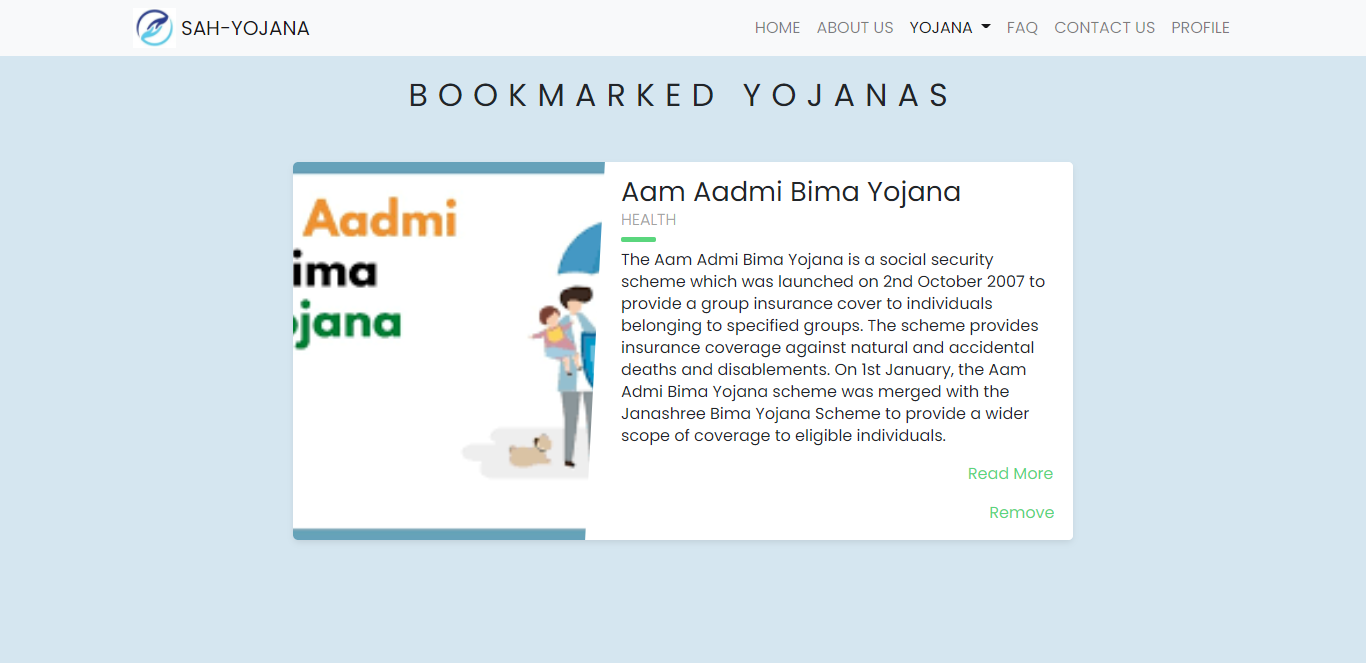 SAH-YOJANA
HOME ABOUT US YOJANA FAQ CONTACT US PROFILE
BOOKMARKED YOJANAS
Aadmi
ima
ojana
Aam Aadmi Bima Yojana
HEALTH
The Aam Admi Bima Yojana is a social security
scheme which was launched on 2nd October 2007 to
provide a group insurance cover to individuals
belonging to specified groups. The scheme provides
insurance coverage against natural and accidental
deaths and disablements. On 1st January, the Aam
Admi Bima Yojana scheme was merged with the
Janashree Bima Yojana Scheme to provide a wider
scope of coverage to eligible individuals.
Read More
Remove